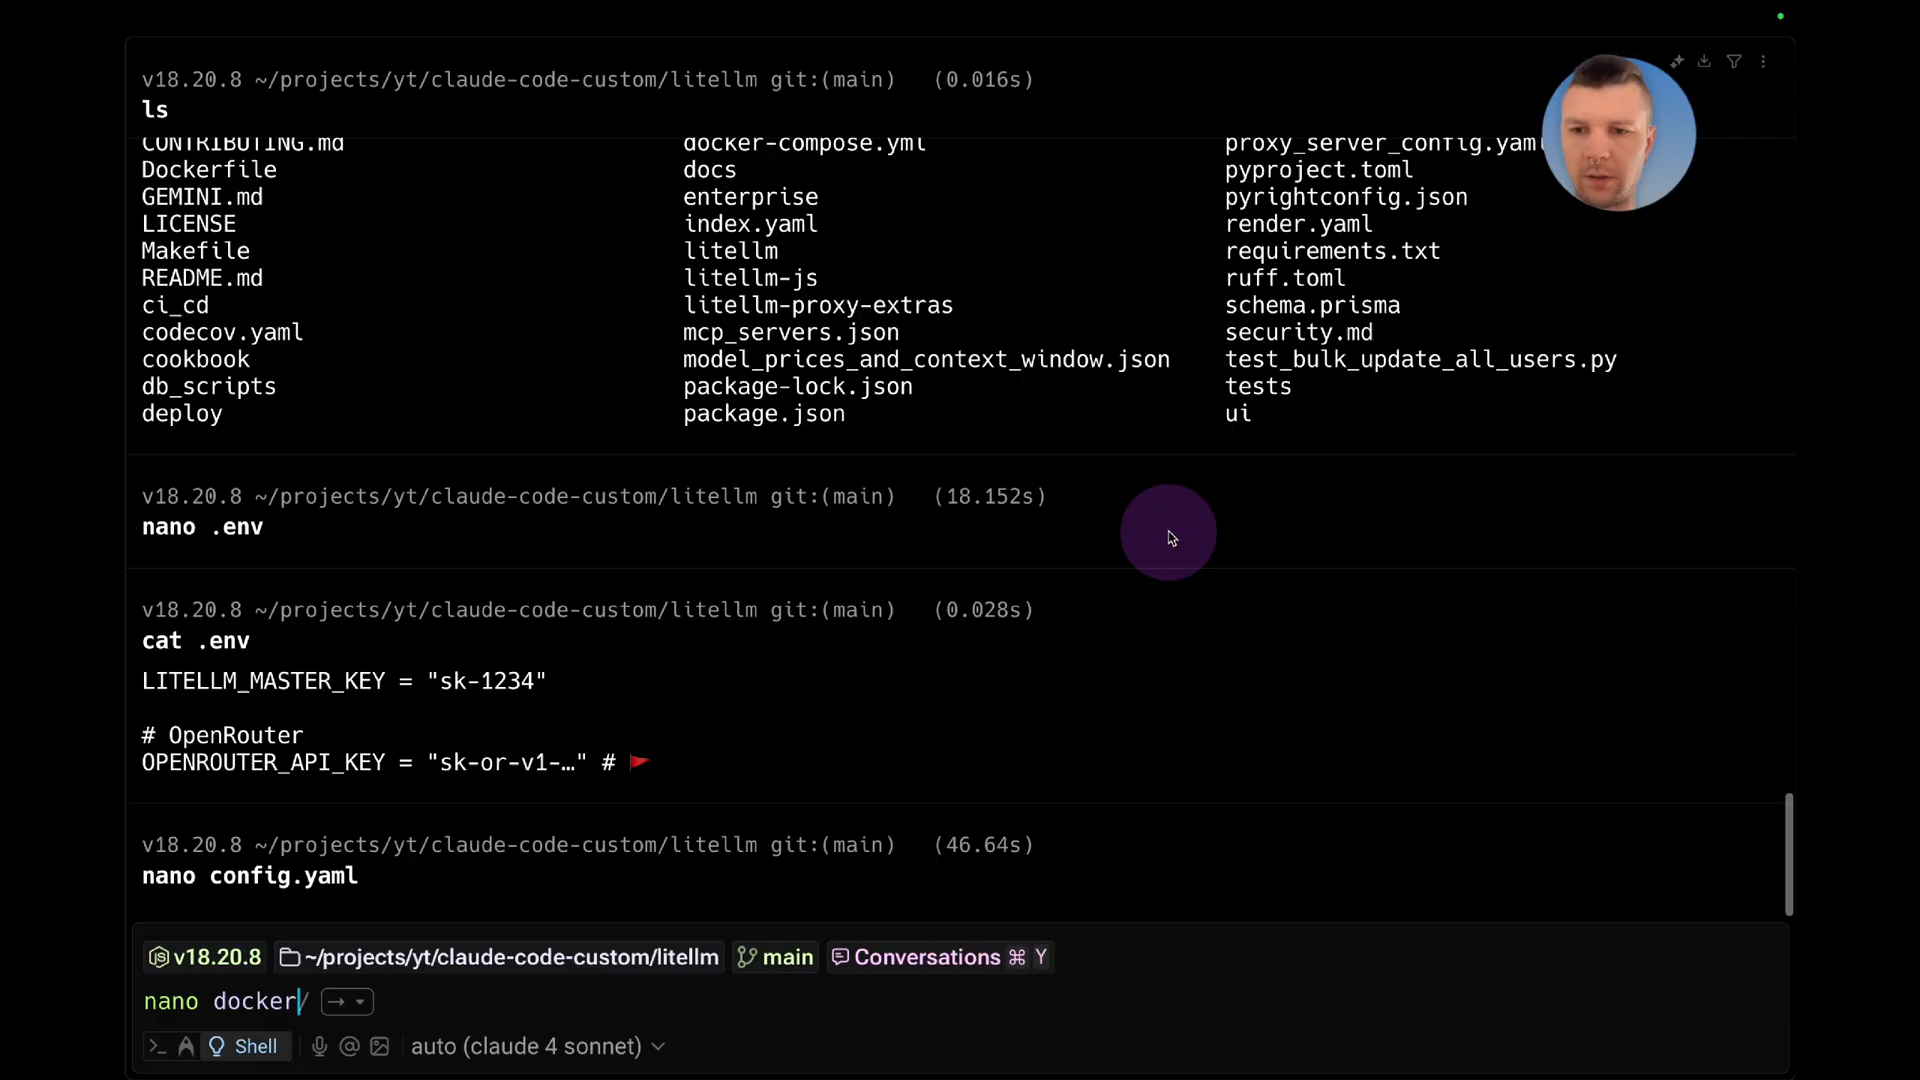 v18.20.8 ~/projects/yt/claude-code-custom/litellm git:(main) (0.016s)
ls
CONTRIBUTING.md docker-compose.yml proxy_server_config.yaml
Dockerfile docs pyproject.toml
GEMINI.md enterprise pyrightconfig.json
LICENSE index.yaml render.yaml
Makefile litellm requirements.txt
README.md litellm-js ruff.toml
ci_cd litellm-proxy-extras schema.prisma
codecov.yaml mcp_servers.json security.md
cookbook model_prices_and_context_window.json test_bulk_update_all_users.py
db_scripts package-lock.json tests
deploy package.json ui
v18.20.8 ~/projects/yt/claude-code-custom/litellm git:(main) (18.152s)
nano .env
v18.20.8 ~/projects/yt/claude-code-custom/litellm git:(main) (0.028s)
cat .env
LITELLM_MASTER_KEY = "sk-1234"
# OpenRouter
OPENROUTER_API_KEY = "sk-or-v1-…" # 🚩
v18.20.8 ~/projects/yt/claude-code-custom/litellm git:(main) (46.64s)
nano config.yaml
v18.20.8 ~/projects/yt/claude-code-custom/litellm main Conversations ⌘ Y
nano docker/
Shell auto (claude 4 sonnet)